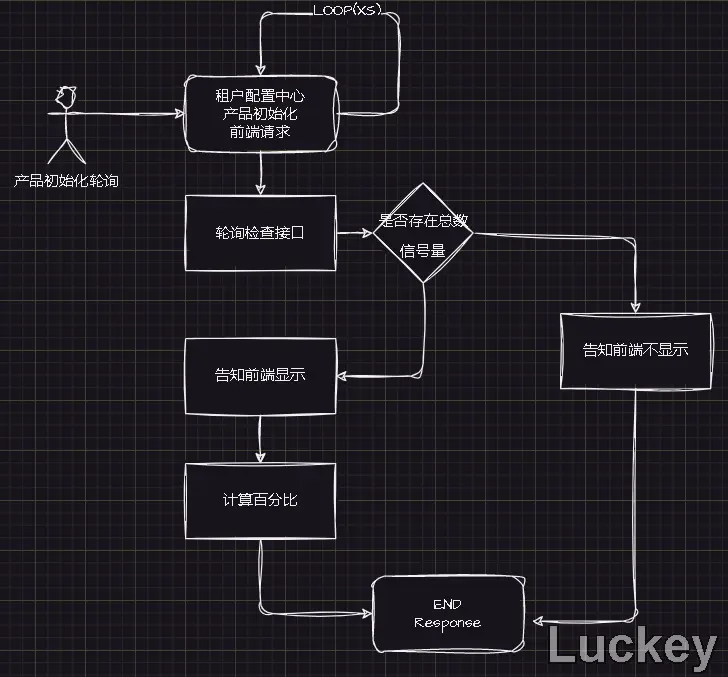 LOOP(XS)
租户配置中心
产品初始化
前端请求
产品初始化轮询
轮询检查接口
是否存在总数
信号量
告知前端显示
告知前端不显示
计算百分比
END
Response
Luckey